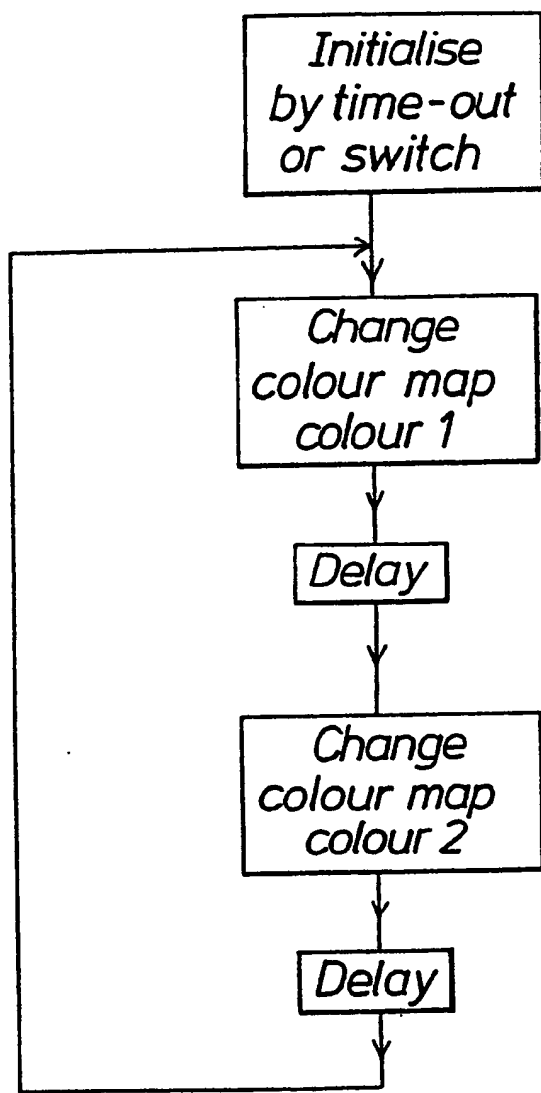 Initialise
by time-out
or switch
Change
colour map
colour 1
Delay
Change
colour map
colour 2
Delay